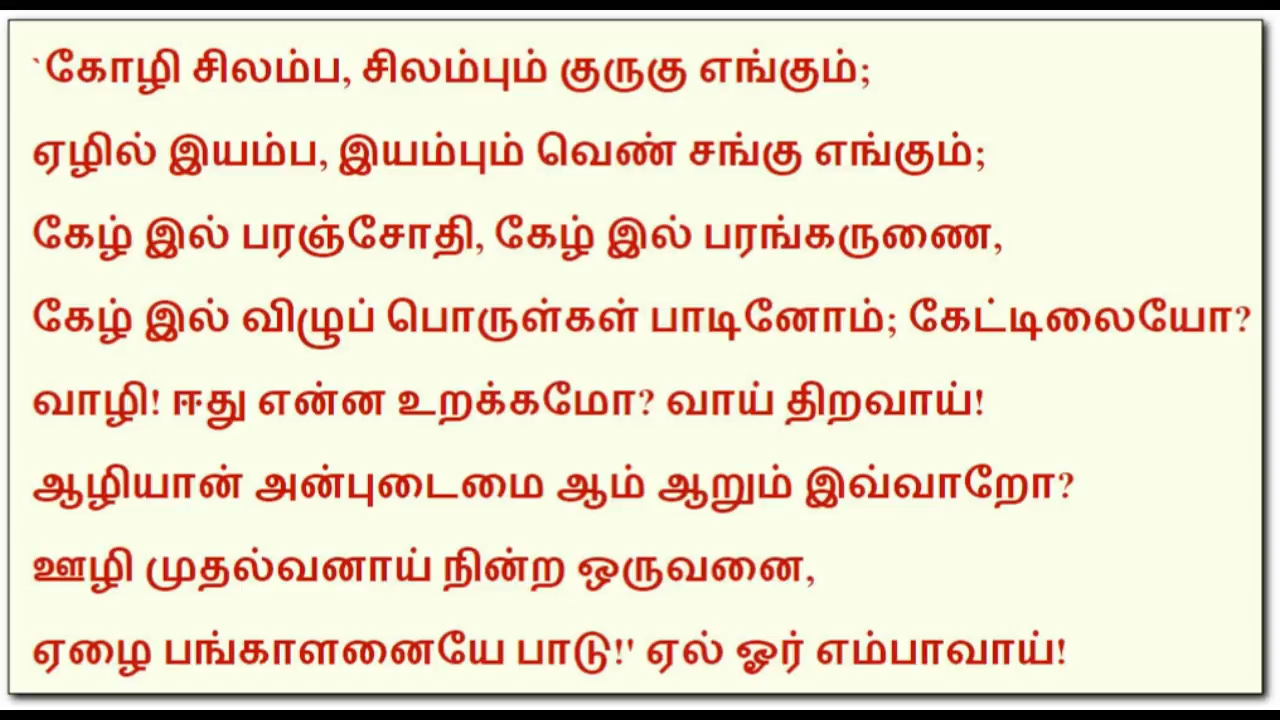 `கோழி சிலம்ப, சிலம்பும் குருகு எங்கும்;
ஏழில் இயம்ப, இயம்பும் வெண் சங்கு எங்கும்;
கேழ் இல் பரஞ்சோதி, கேழ் இல் பரங்கருணை,
கேழ் இல் விழுப் பொருள்கள் பாடினோம்; கேட்டிலையோ?
வாழி! ஈது என்ன உறக்கமோ? வாய் திறவாய்!
ஆழியான் அன்புடைமை ஆம் ஆறும் இவ்வாறோ?
ஊழி முதல்வனாய் நின்ற ஒருவனை,
ஏழை பங்காளனையே பாடு!' ஏல் ஓர் எம்பாவாய்!